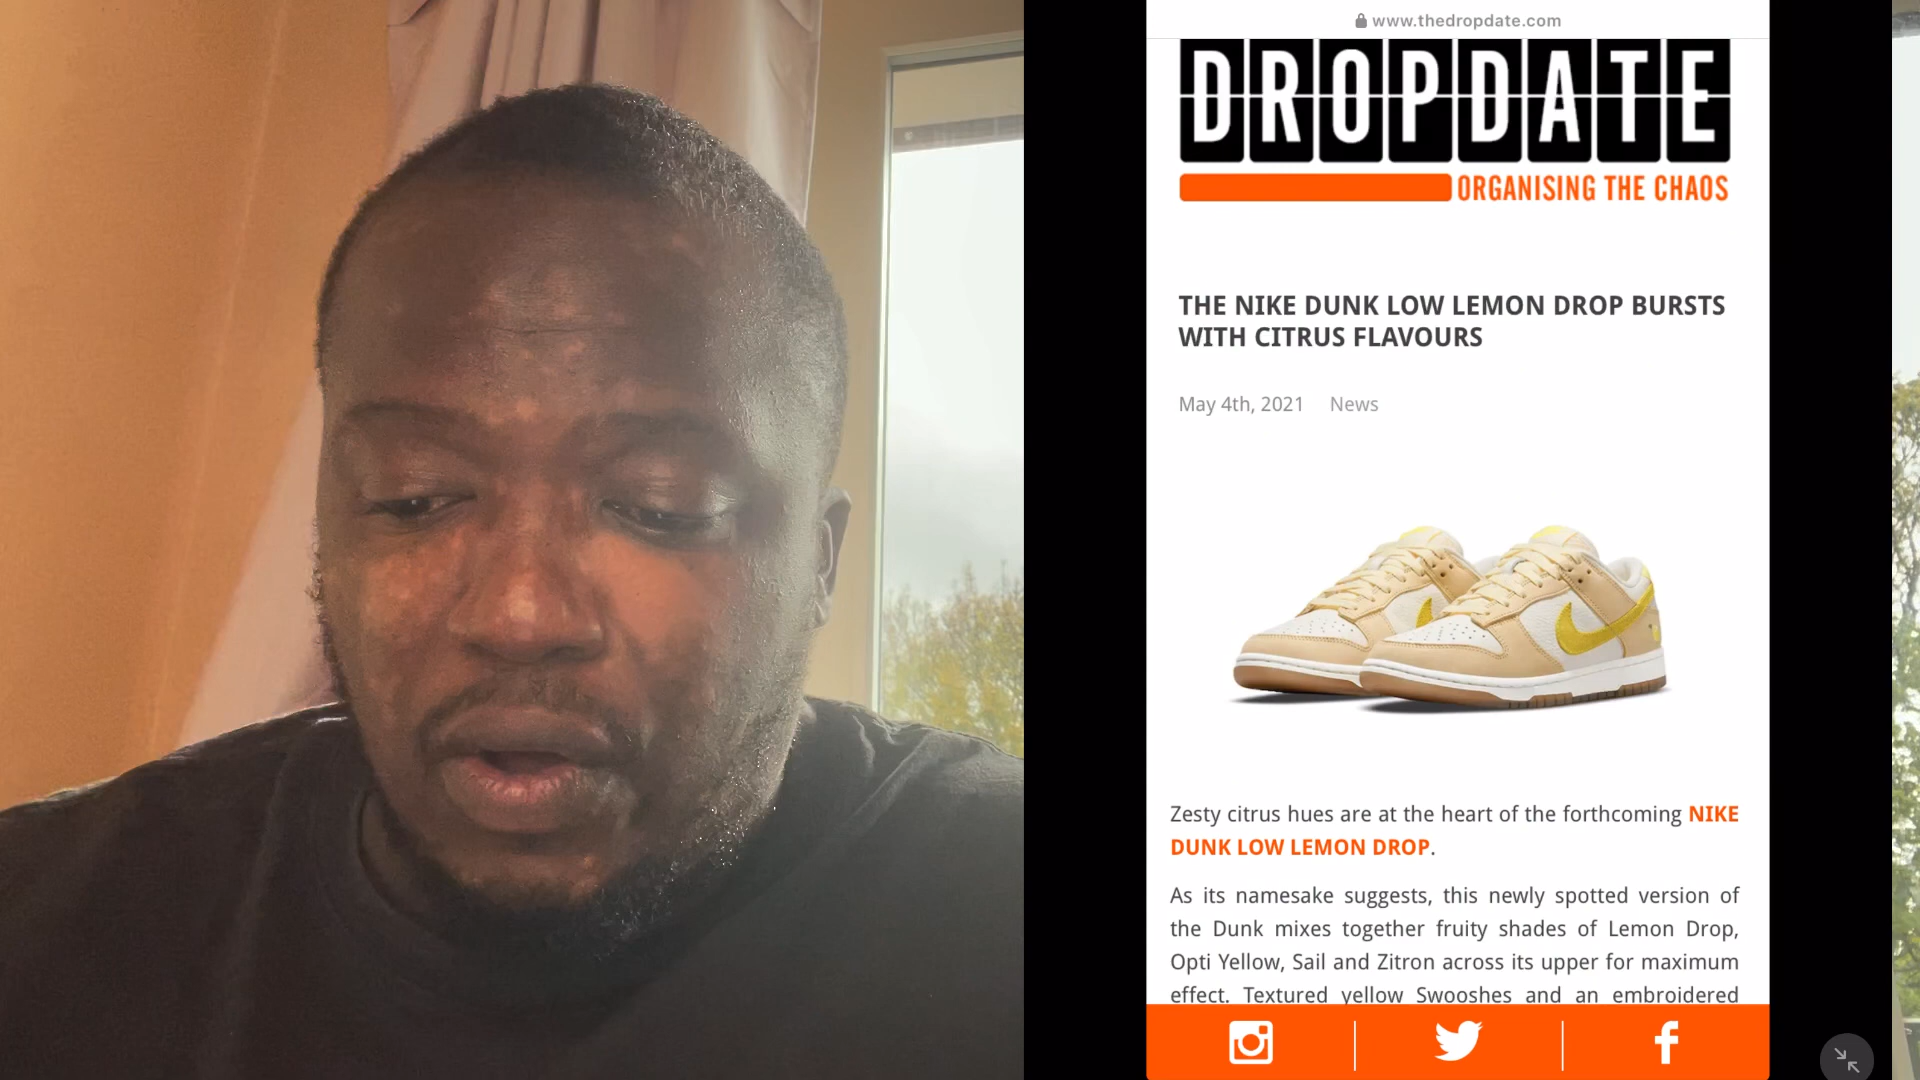 www.thedropdate.com
DROPDATE
ORGANISING THE CHAOS
THE NIKE DUNK LOW LEMON DROP BURSTS
WITH CITRUS FLAVOURS
May 4th, 2021 News
Zesty citrus hues are at the heart of the forthcoming NIKE
DUNK LOW LEMON DROP.
As its namesake suggests, this newly spotted version of
the Dunk mixes together fruity shades of Lemon Drop,
Opti Yellow, Sail and Zitron across its upper for maximum
effect. Textured yellow Swooshes and an embroidered